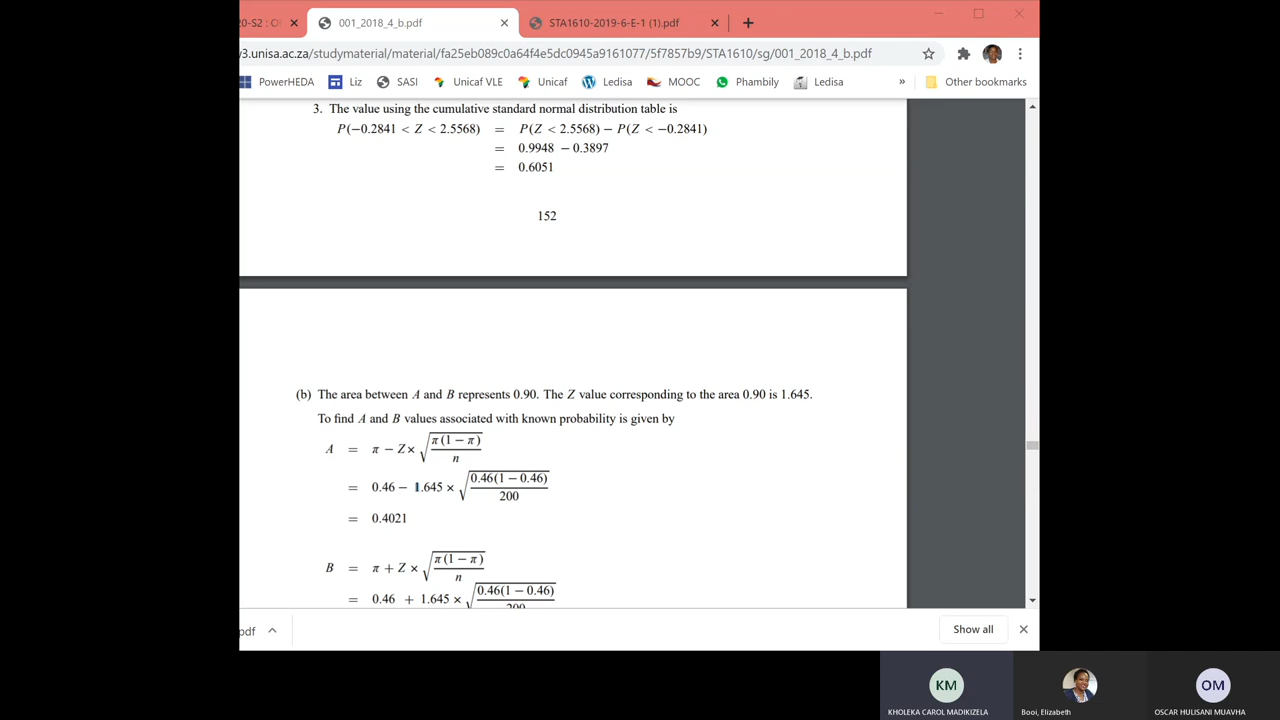 20-S2 : Of
001_2018_4_b.pdf
STA1610-2019-6-E-1 (1).pdf
v3.unisa.ac.za/studymaterial/material/fa25eb089c0a64f4e5dc0945a9161077/5f7857b9/STA1610/sg/001_2018_4_b.pdf
PowerHEDA Liz SASI Unicaf VLE Unicaf Ledisa MOOC Phambily Ledisa » Other bookmarks
3. The value using the cumulative standard normal distribution table is
P(−0.2841 < Z < 2.5568) = P(Z < 2.5568) − P(Z < −0.2841)
= 0.9948 − 0.3897
= 0.6051
152
(b) The area between A and B represents 0.90. The Z value corresponding to the area 0.90 is 1.645.
To find A and B values associated with known probability is given by
A = π − Z× √π(1 − π)/n
= 0.46 − 1.645 × √0.46(1 − 0.46)/200
= 0.4021
B = π + Z × √π(1 − π)/n
= 0.46 + 1.645 × √0.46(1 − 0.46)/200
pdf
Show all
KM
OM
KHOLEKA CAROL MADIKIZELA
Booi, Elizabeth
OSCAR HULISANI MUAVHA